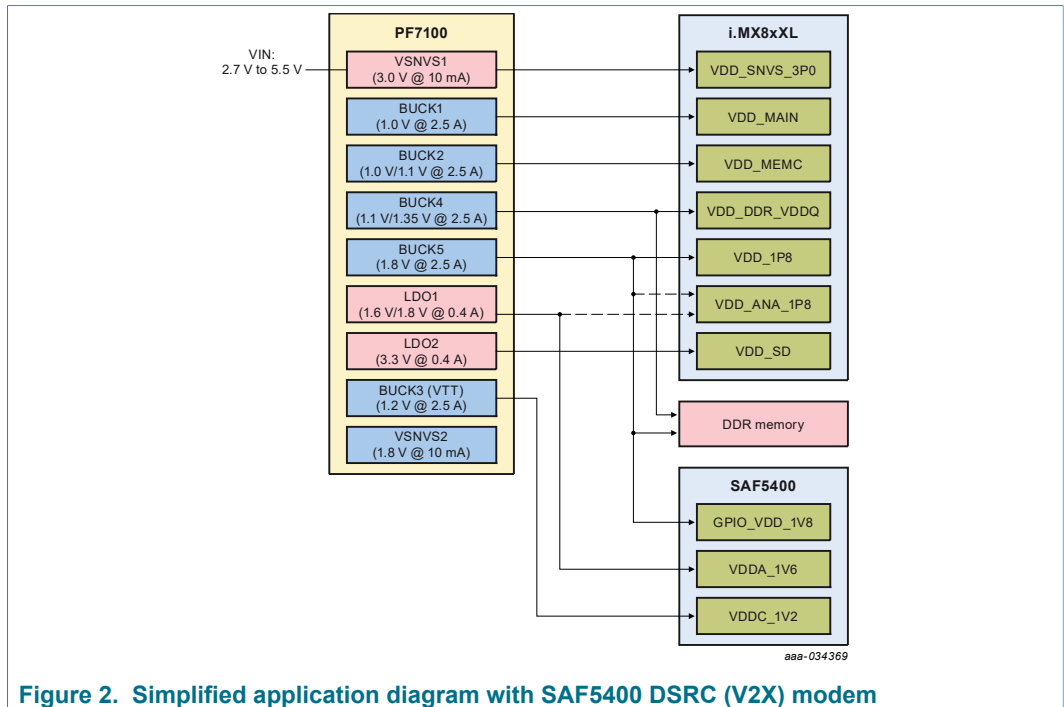 PF7100
VIN:
2.7 V to 5.5 V
VSNVS1
(3.0 V @ 10 mA)
BUCK1
(1.0 V @ 2.5 A)
BUCK2
(1.0 V/1.1 V @ 2.5 A)
BUCK4
(1.1 V/1.35 V @ 2.5 A)
BUCK5
(1.8 V @ 2.5 A)
LDO1
(1.6 V/1.8 V @ 0.4 A)
LDO2
(3.3 V @ 0.4 A)
BUCK3 (VTT)
(1.2 V @ 2.5 A)
VSNVS2
(1.8 V @ 10 mA)
i.MX8xXL
VDD_SNVS_3P0
VDD_MAIN
VDD_MEMC
VDD_DDR_VDDQ
VDD_1P8
VDD_ANA_1P8
VDD_SD
DDR memory
SAF5400
GPIO_VDD_1V8
VDDA_1V6
VDDC_1V2
aaa-034369
Figure 2. Simplified application diagram with SAF5400 DSRC (V2X) modem